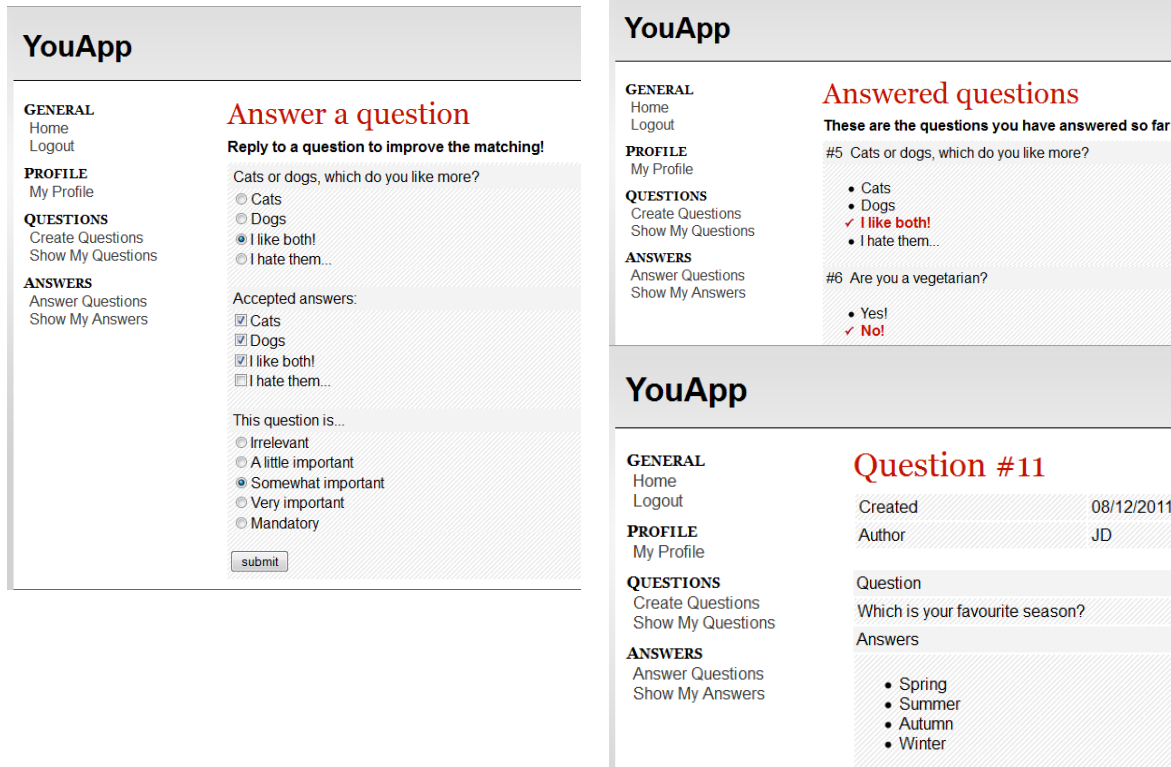 YouApp
GENERAL
Home
Logout
PROFILE
My Profile
QUESTIONS
Create Questions
Show My Questions
ANSWERS
Answer Questions
Show My Answers
Answer a question
Reply to a question to improve the matching!
Cats or dogs, which do you like more?
Cats
Dogs
I like both!
I hate them...
Accepted answers:
Cats
Dogs
I like both!
I hate them...
This question is...
Irrelevant
A little important
Somewhat important
Very important
Mandatory
submit
YouApp
GENERAL
Home
Logout
PROFILE
My Profile
QUESTIONS
Create Questions
Show My Questions
ANSWERS
Answer Questions
Show My Answers
Answered questions
These are the questions you have answered so far
#5 Cats or dogs, which do you like more?
Cats
Dogs
I like both!
I hate them...
#6 Are you a vegetarian?
Yes!
No!
YouApp
GENERAL
Home
Logout
PROFILE
My Profile
QUESTIONS
Create Questions
Show My Questions
ANSWERS
Answer Questions
Show My Answers
Question #11
Created 08/12/2011
Author JD
Question
Which is your favourite season?
Answers
Spring
Summer
Autumn
Winter